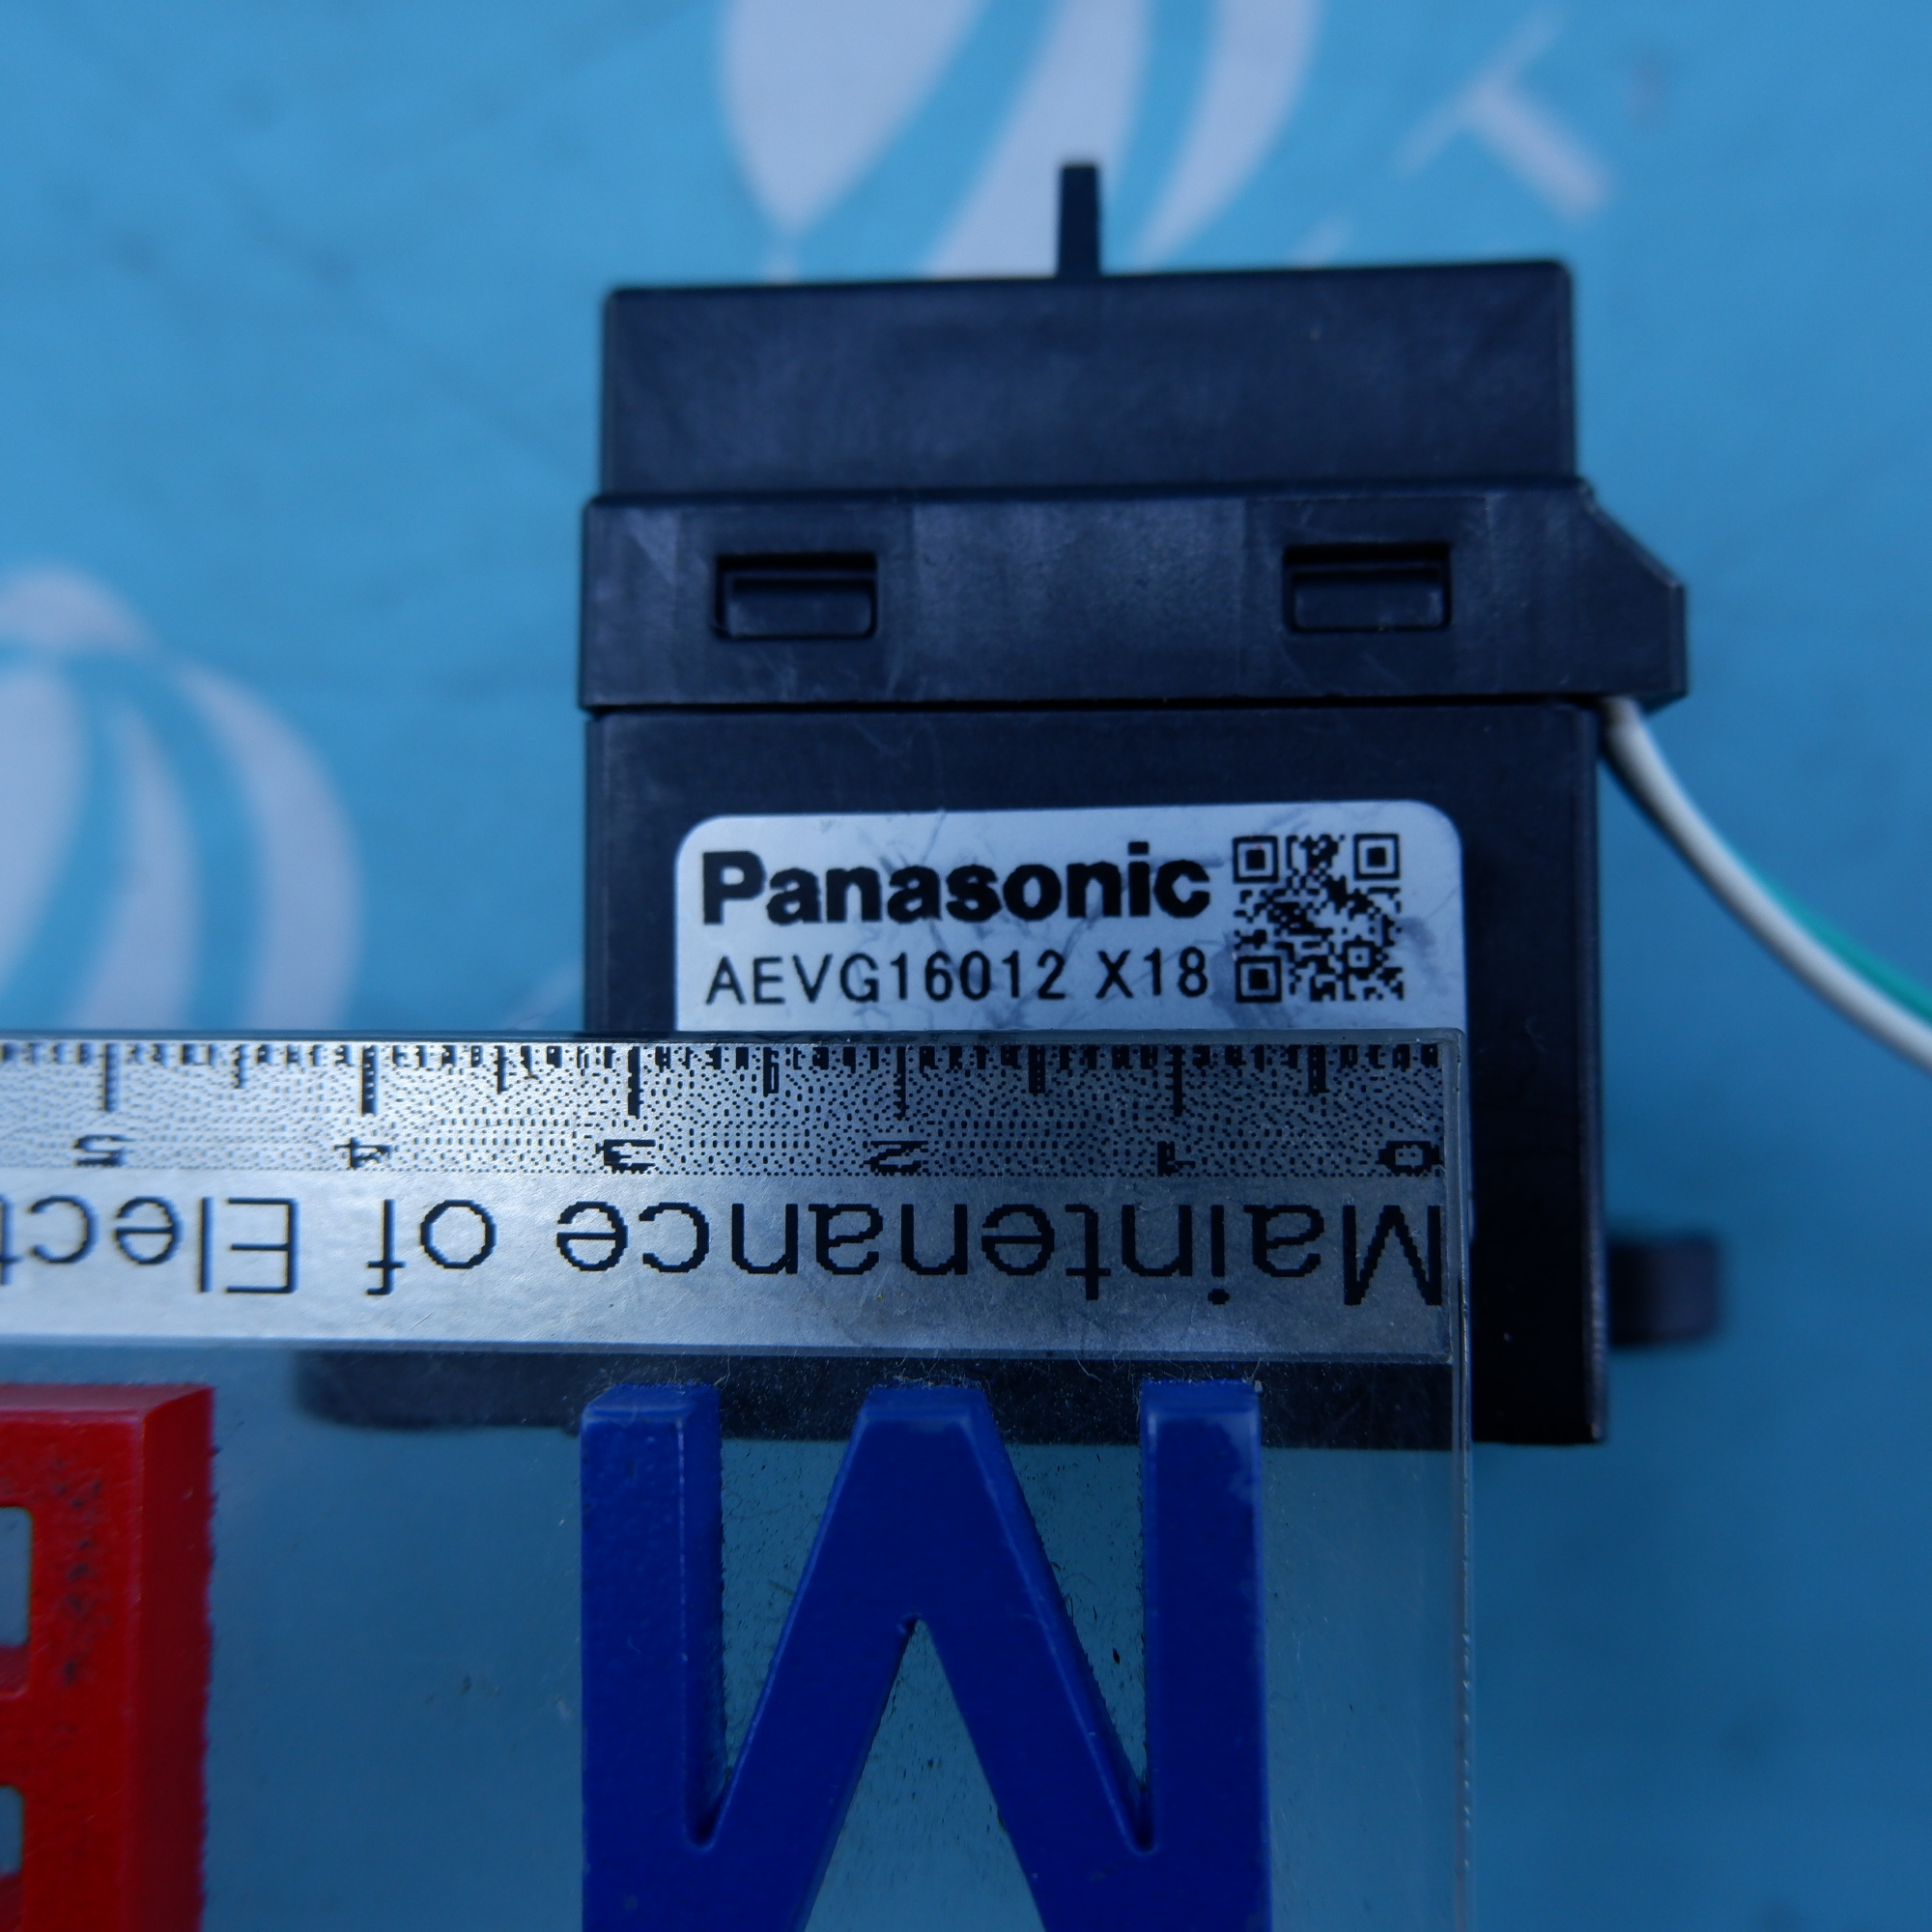 Panasonic
AEVG16012 X18
5 4 3 2 1 0
Maintenance of Elect
M